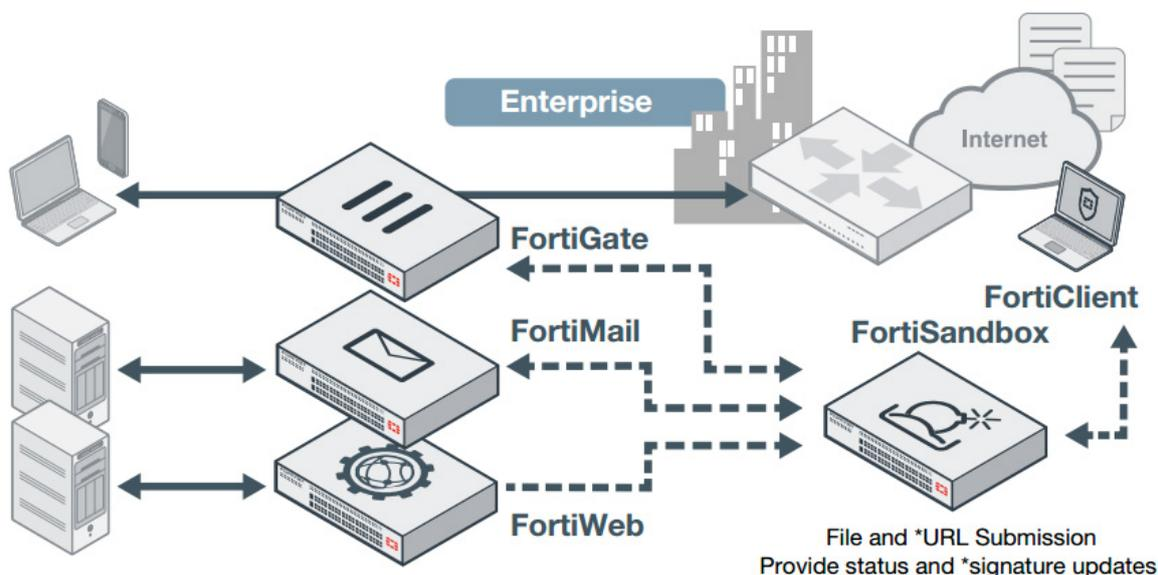 Enterprise
Internet
FortiGate
FortiClient
FortiMail
FortiSandbox
FortiWeb
File and *URL Submission
Provide status and *signature updates